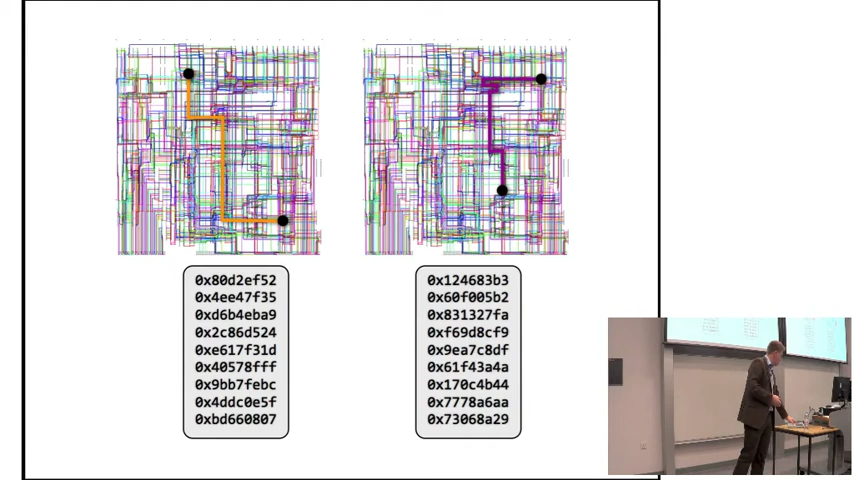 0x80d2ef52
0x4ee47f35
0xd6b4eba9
0x2c86d524
0xe617f31d
0x40578fff
0x9bb7febc
0x4ddc0e5f
0xbd660807
0x124683b3
0x60f005b2
0x831327fa
0xf69d8cf9
0x9ea7c8df
0x61f43a4a
0x170c4b44
0x7778a6aa
0x73068a29